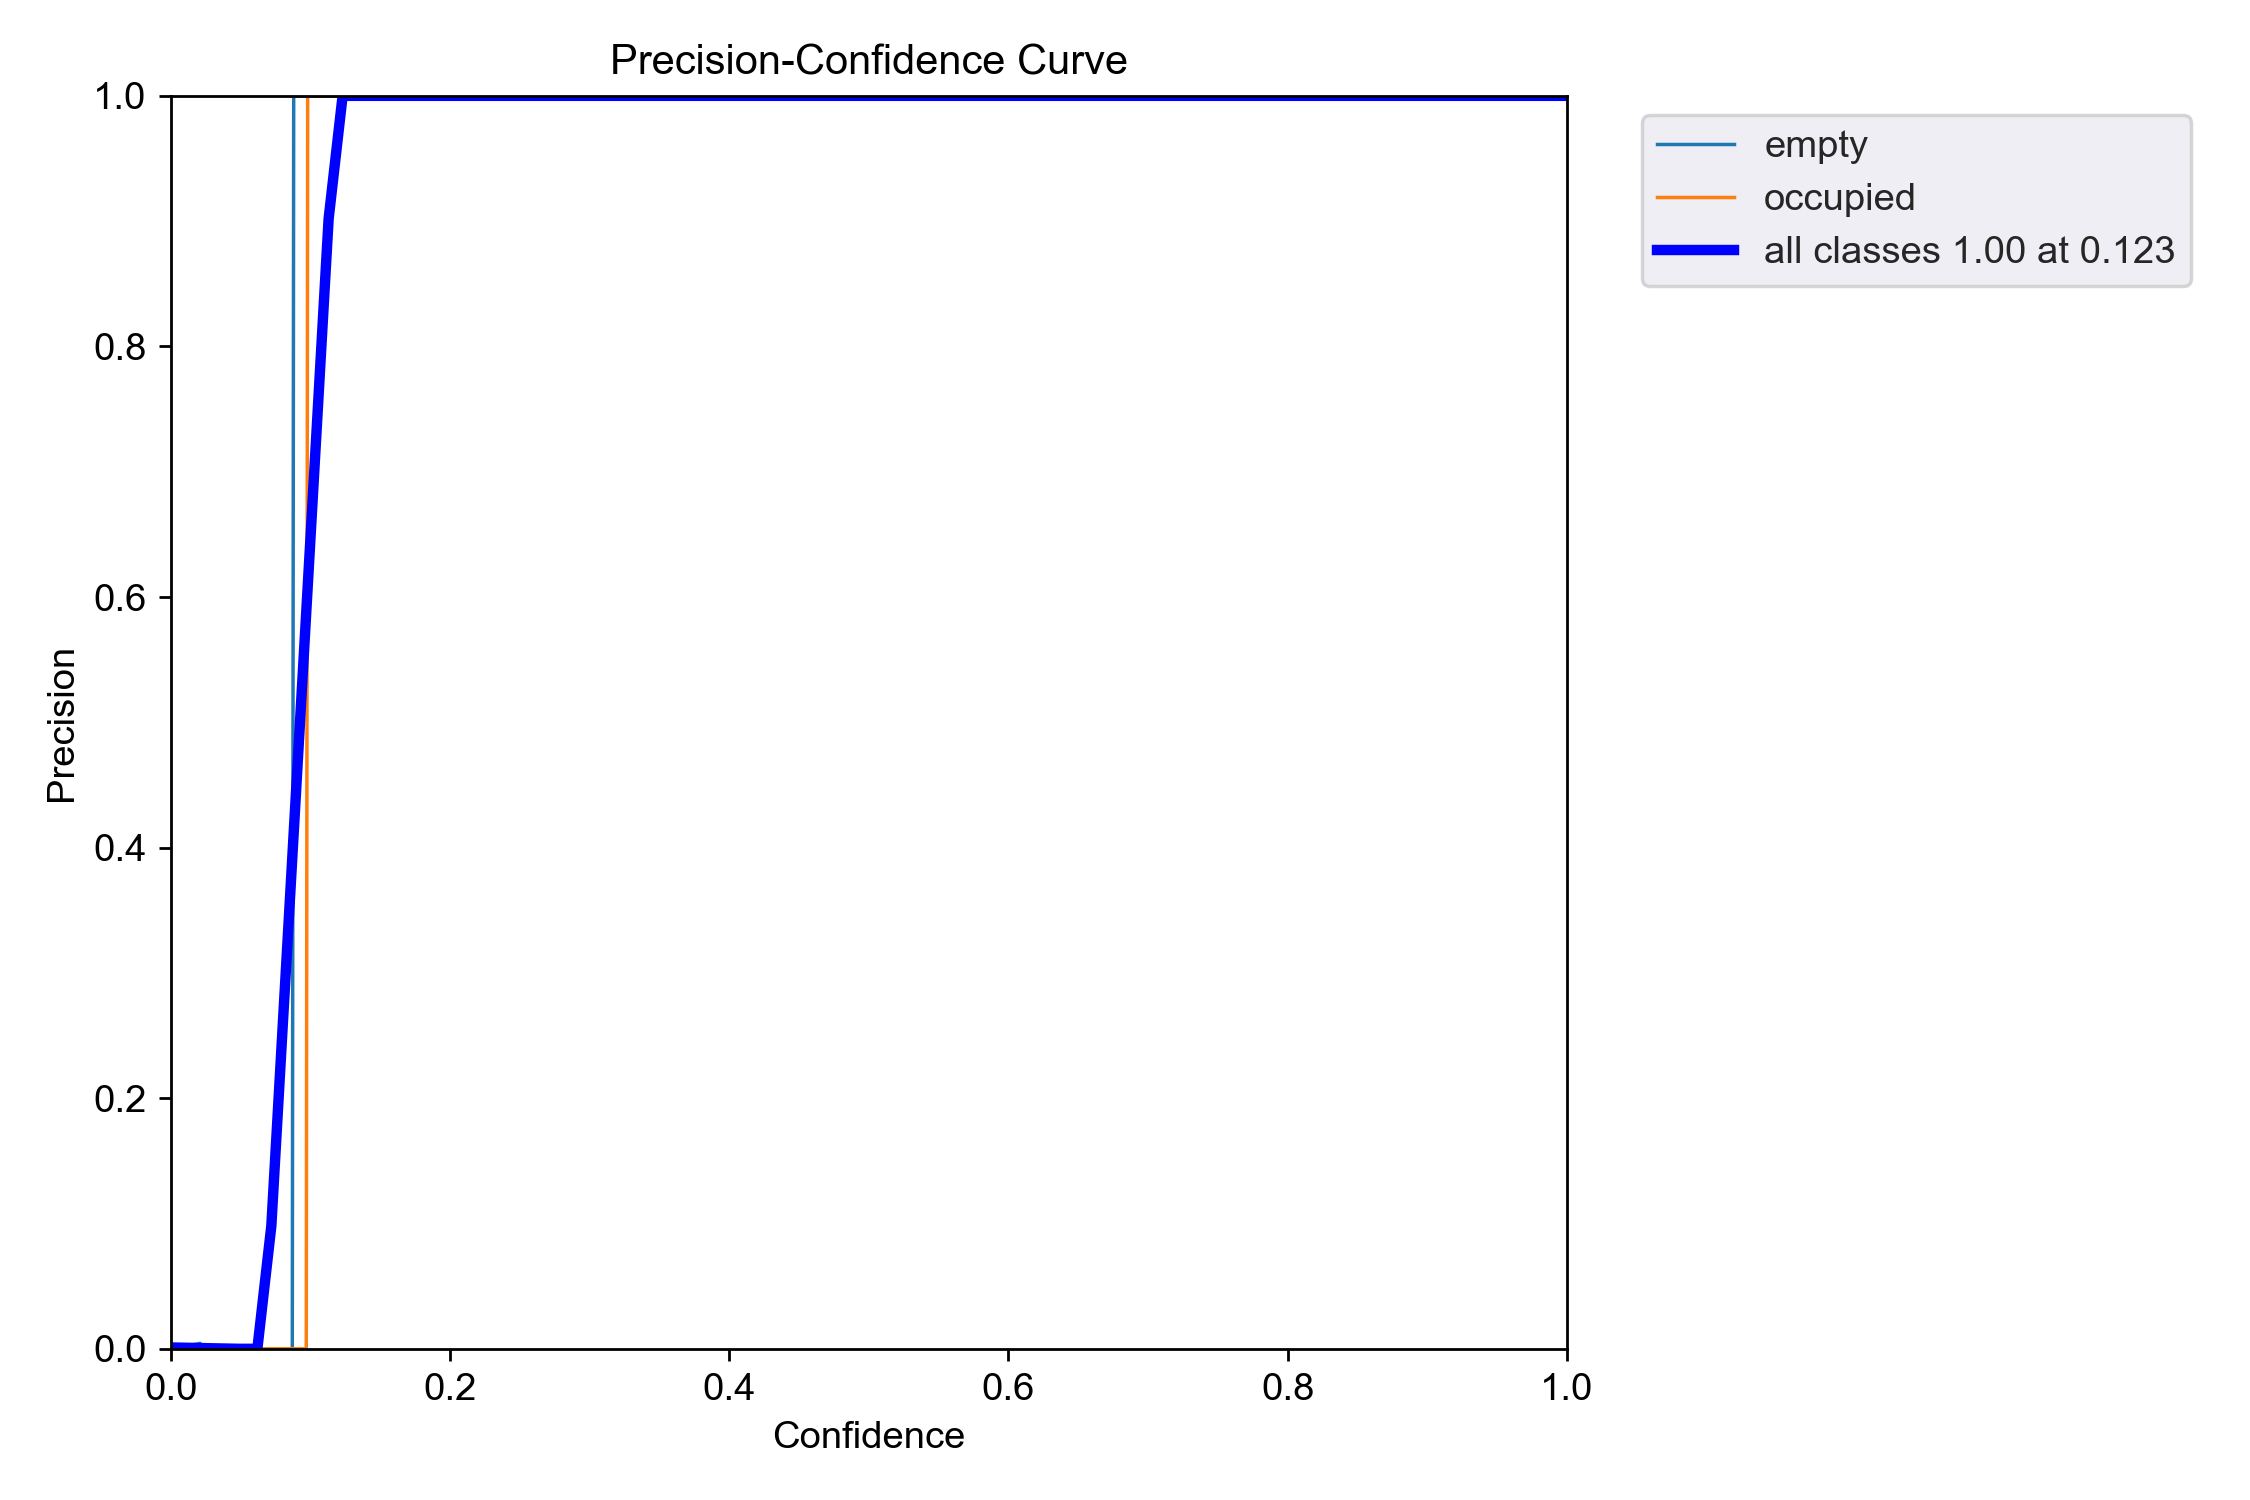 Precision-Confidence Curve
1.0
0.8
0.6
0.4
0.2
0.0
Precision
0.0 0.2 0.4 0.6 0.8 1.0
Confidence
empty
occupied
all classes 1.00 at 0.123